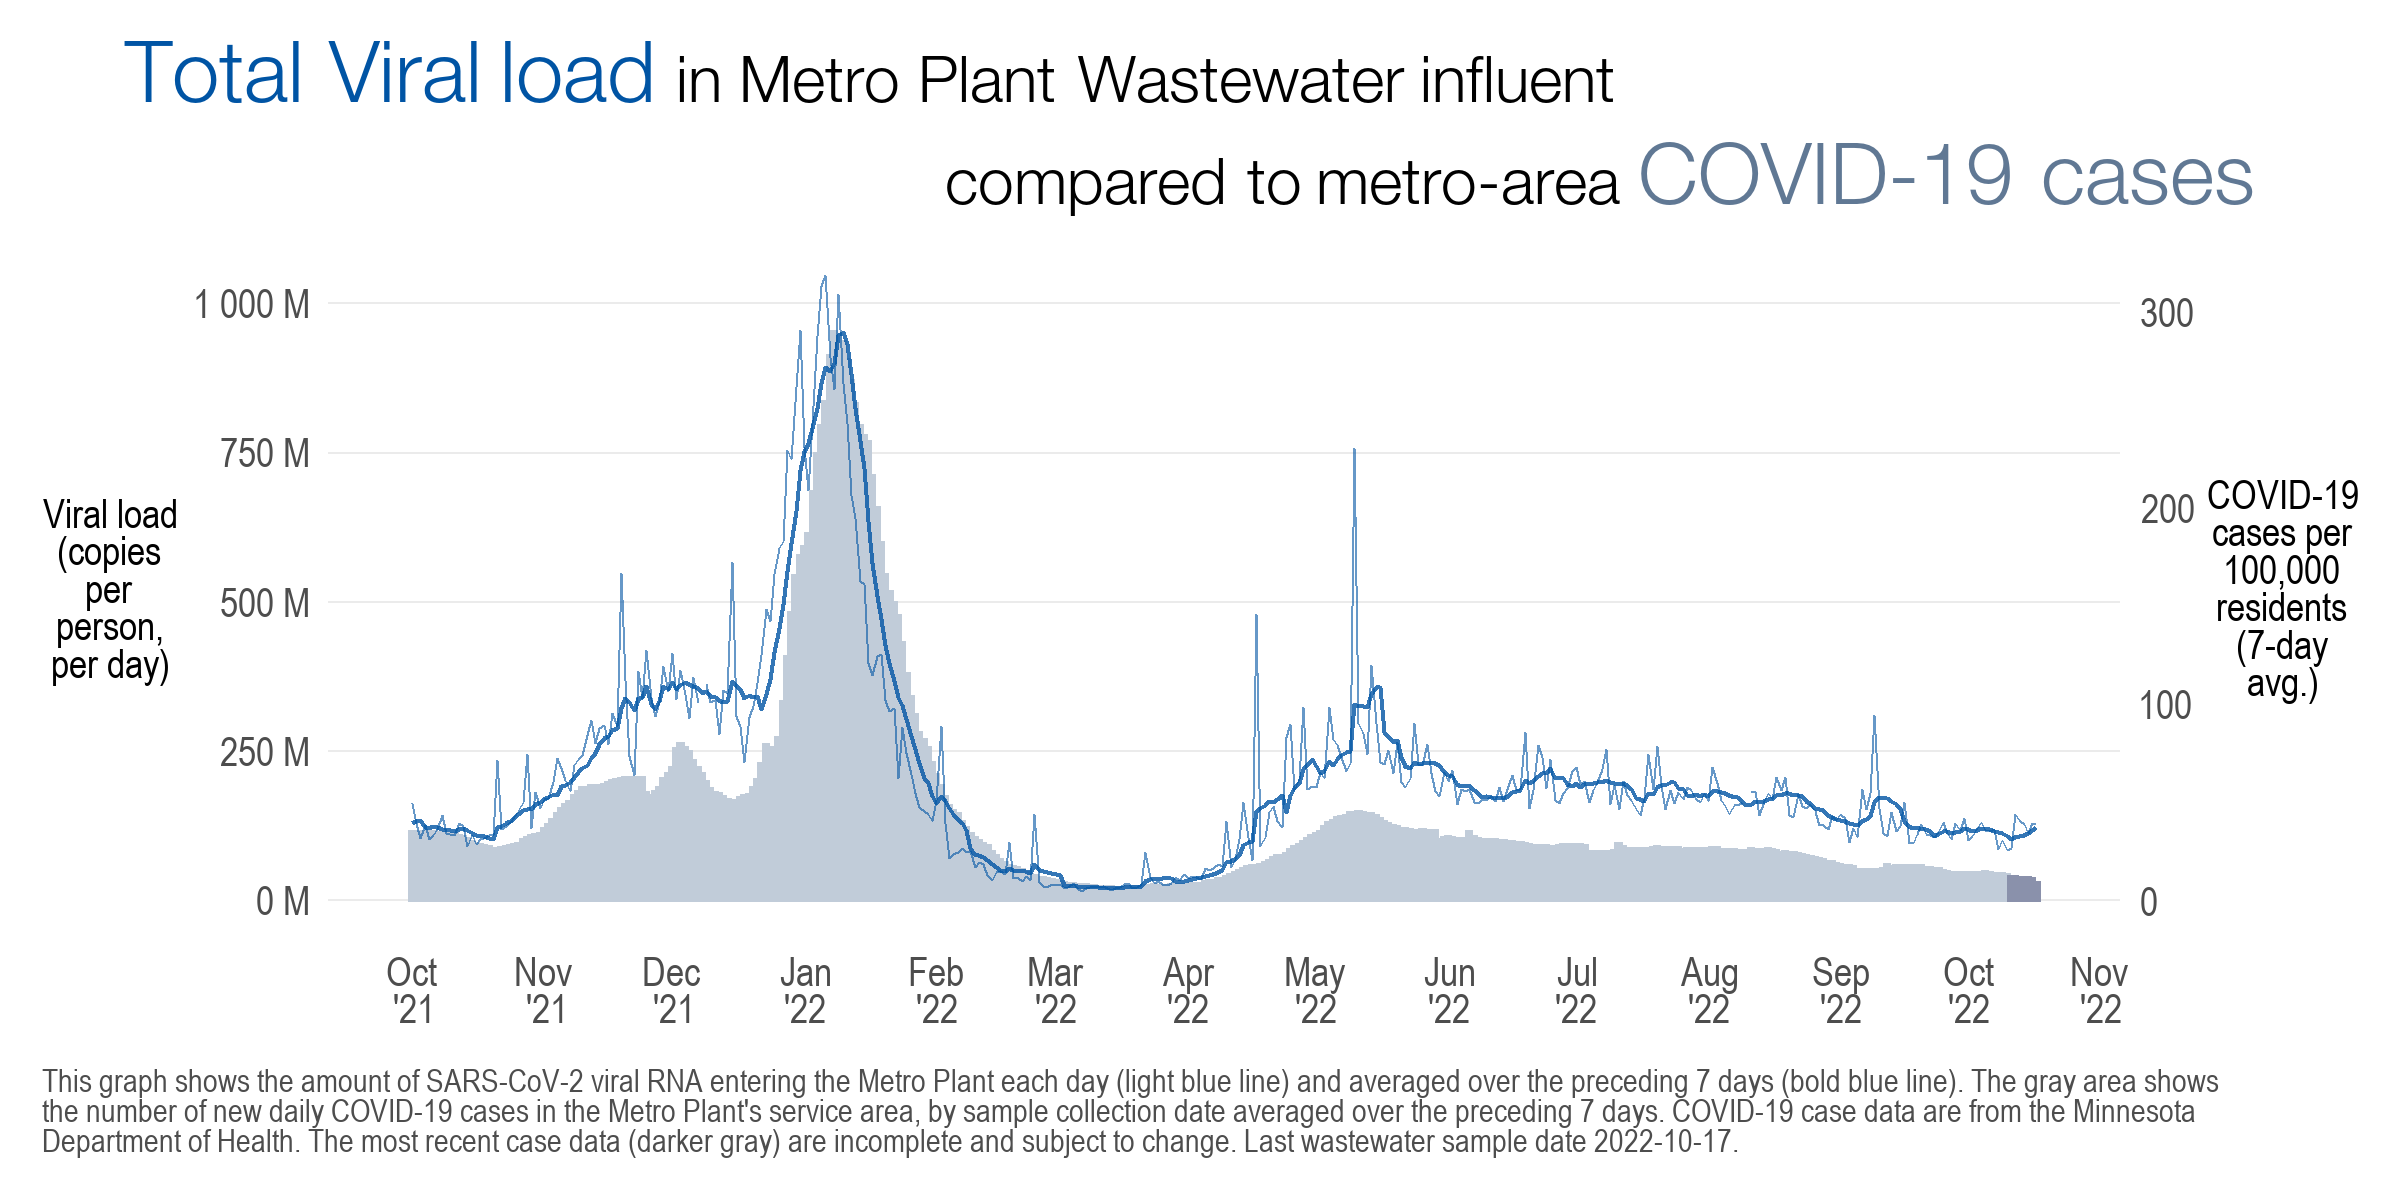 Total Viral load in Metro Plant Wastewater influent
compared to metro-area COVID-19 cases
1 000 M
750 M
500 M
250 M
0 M
Viral load
(copies
per
person,
per day)
300
200
100
0
COVID-19
cases per
100,000
residents
(7-day
avg.)
Oct Nov Dec Jan Feb Mar Apr May Jun Jul Aug Sep Oct Nov
'21 '21 '21 '22 '22 '22 '22 '22 '22 '22 '22 '22 '22 '22
This graph shows the amount of SARS-CoV-2 viral RNA entering the Metro Plant each day (light blue line) and averaged over the preceding 7 days (bold blue line). The gray area shows
the number of new daily COVID-19 cases in the Metro Plant's service area, by sample collection date averaged over the preceding 7 days. COVID-19 case data are from the Minnesota
Department of Health. The most recent case data (darker gray) are incomplete and subject to change. Last wastewater sample date 2022-10-17.